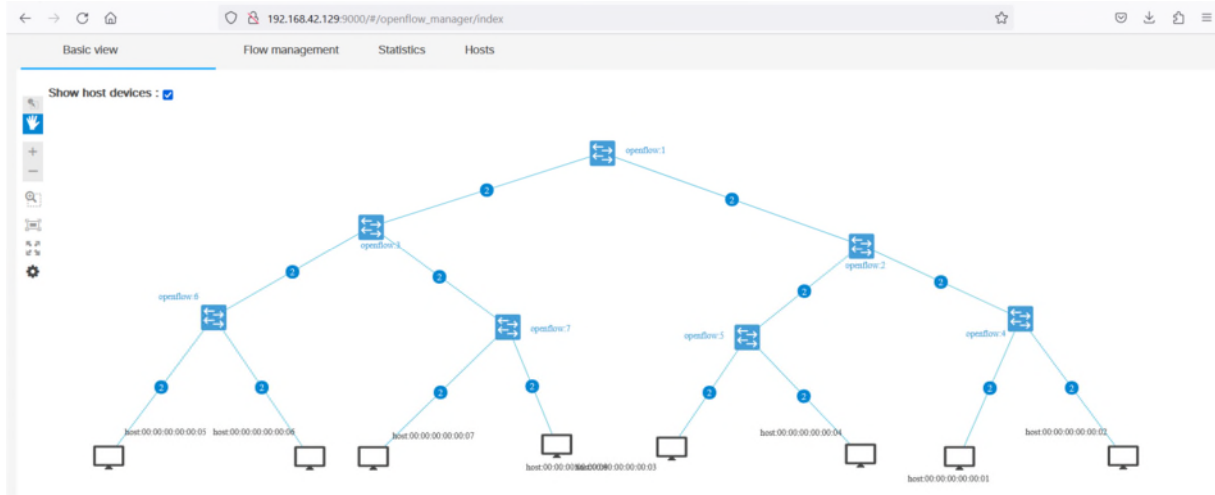 192.168.42.129:9000/#/openflow_manager/index
Basic view Flow management Statistics Hosts
Show host devices :
openflow:1
2 2
openflow:3
openflow:2
2 2 2 2
openflow:6
openflow:7
openflow:5
openflow:4
2 2 2 2 2 2 2 2
host:00:00:00:00:00:05 host:00:00:00:00:00:06 host:00:00:00:00:00:07 host:00:00:00:00:00:04 host:00:00:00:00:00:02
host:00:00:00:00:00:03
host:00:00:00:00:00:01